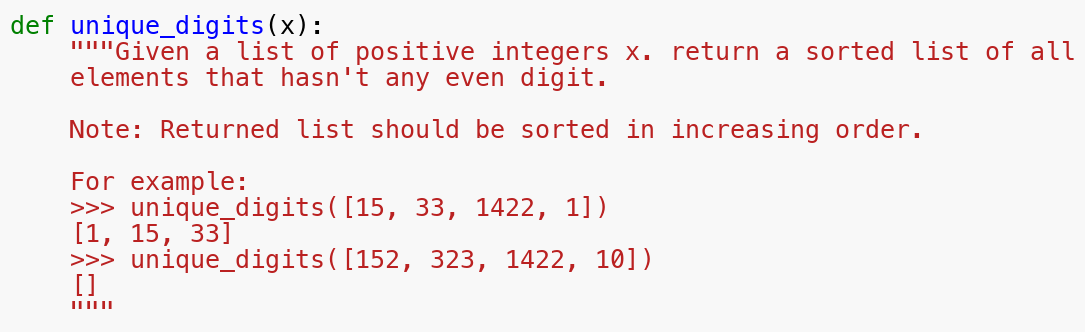 def unique_digits(x):
    """Given a list of positive integers x. return a sorted list of all
    elements that hasn't any even digit.

    Note: Returned list should be sorted in increasing order.

    For example:
    >>> unique_digits([15, 33, 1422, 1])
    [1, 15, 33]
    >>> unique_digits([152, 323, 1422, 10])
    []
    """